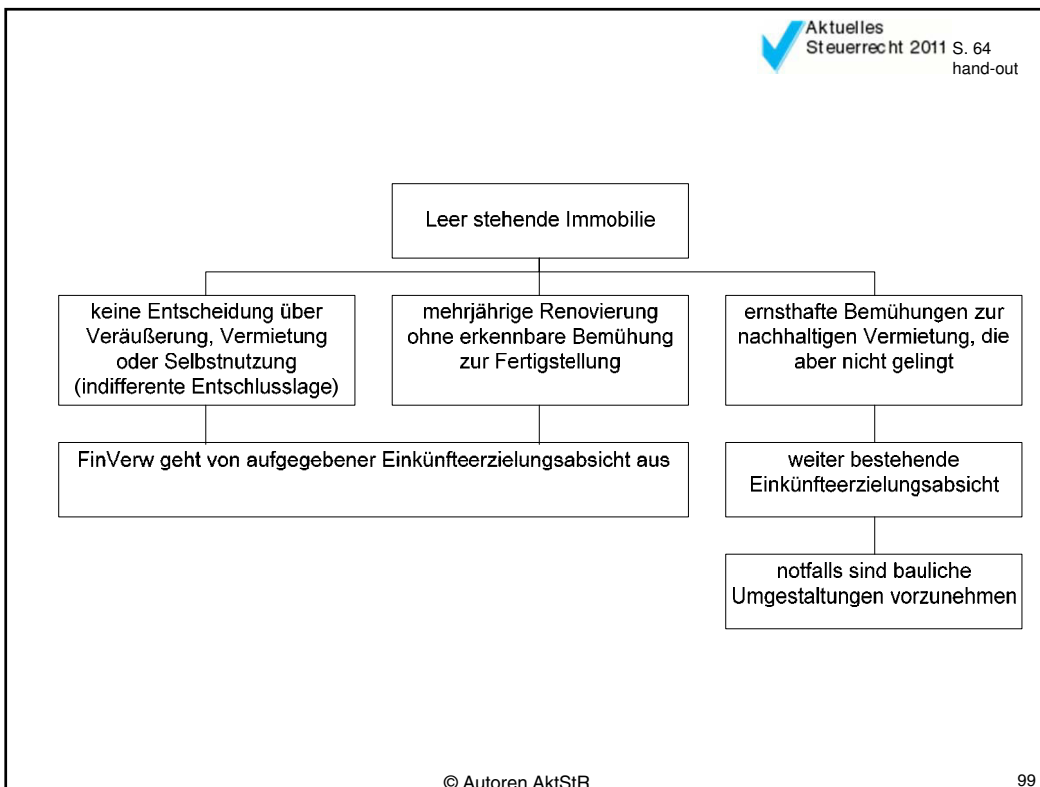 Aktuelles
Steuerrecht 2011 S. 64
hand-out
Leer stehende Immobilie
keine Entscheidung über
Veräußerung, Vermietung
oder Selbstnutzung
(indifferente Entschlusslage)
mehrjährige Renovierung
ohne erkennbare Bemühung
zur Fertigstellung
ernsthafte Bemühungen zur
nachhaltigen Vermietung, die
aber nicht gelingt
FinVerw geht von aufgegebener Einkünfteerzielungsabsicht aus
weiter bestehende
Einkünfteerzielungsabsicht
notfalls sind bauliche
Umgestaltungen vorzunehmen
© Autoren AktStR
99